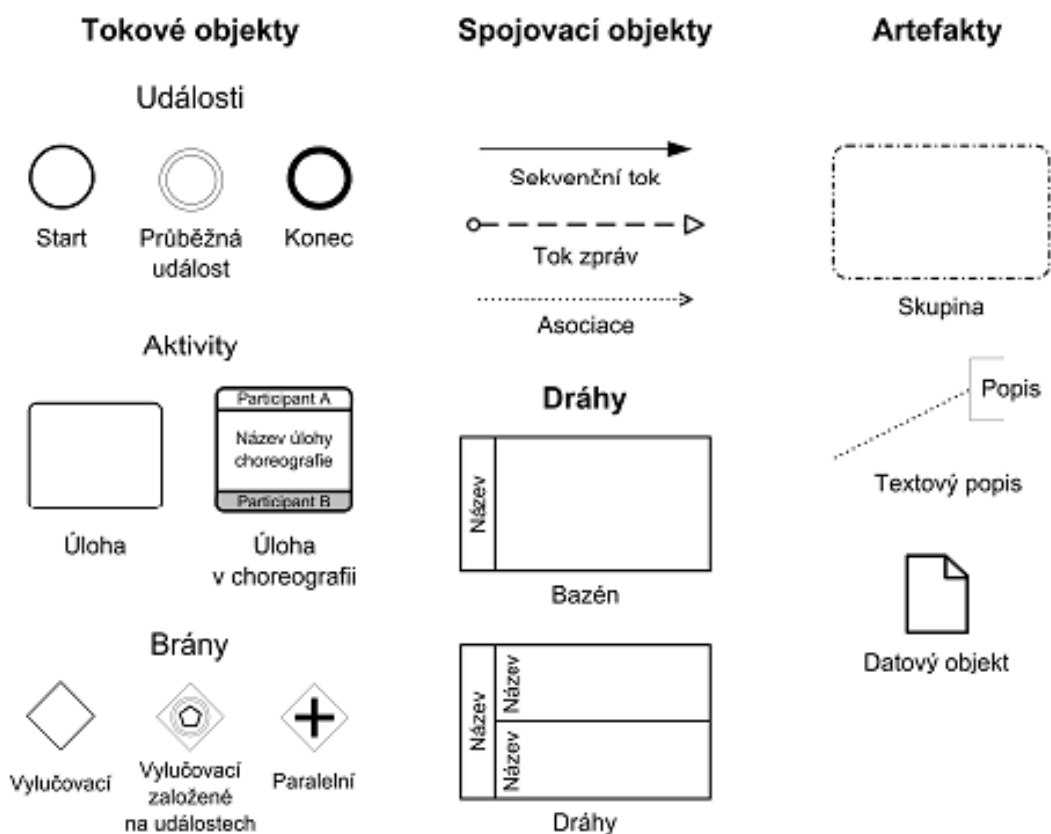 Tokové objekty
Události
Start
Průběžná
událost
Konec
Aktivity
Úloha
Participant A
Název úlohy
choreografie
Participant B
Úloha
v choreografii
Brány
Vylučovací
Vylučovací
založené
na událostech
Paralelní
Spojovací objekty
Sekvenční tok
Tok zpráv
Asociace
Dráhy
Název
Bazén
Název
Název
Název
Dráhy
Artefakty
Skupina
Popis
Textový popis
Datový objekt